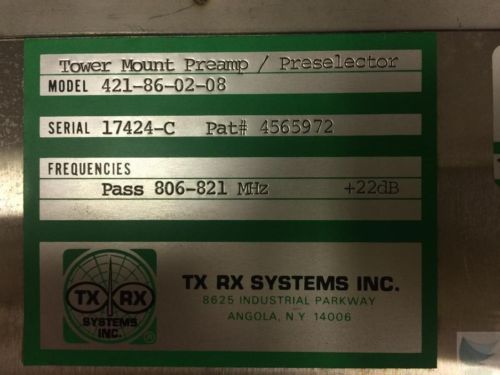 Tower Mount Preamp / Preselector
MODEL 421-86-02-08
SERIAL 17424-C Pat# 4565972
FREQUENCIES
Pass 806-821 MHz +22dB
TX RX
SYSTEMS
INC.
®
TX RX SYSTEMS INC.
8625 INDUSTRIAL PARKWAY
ANGOLA, N.Y 14006